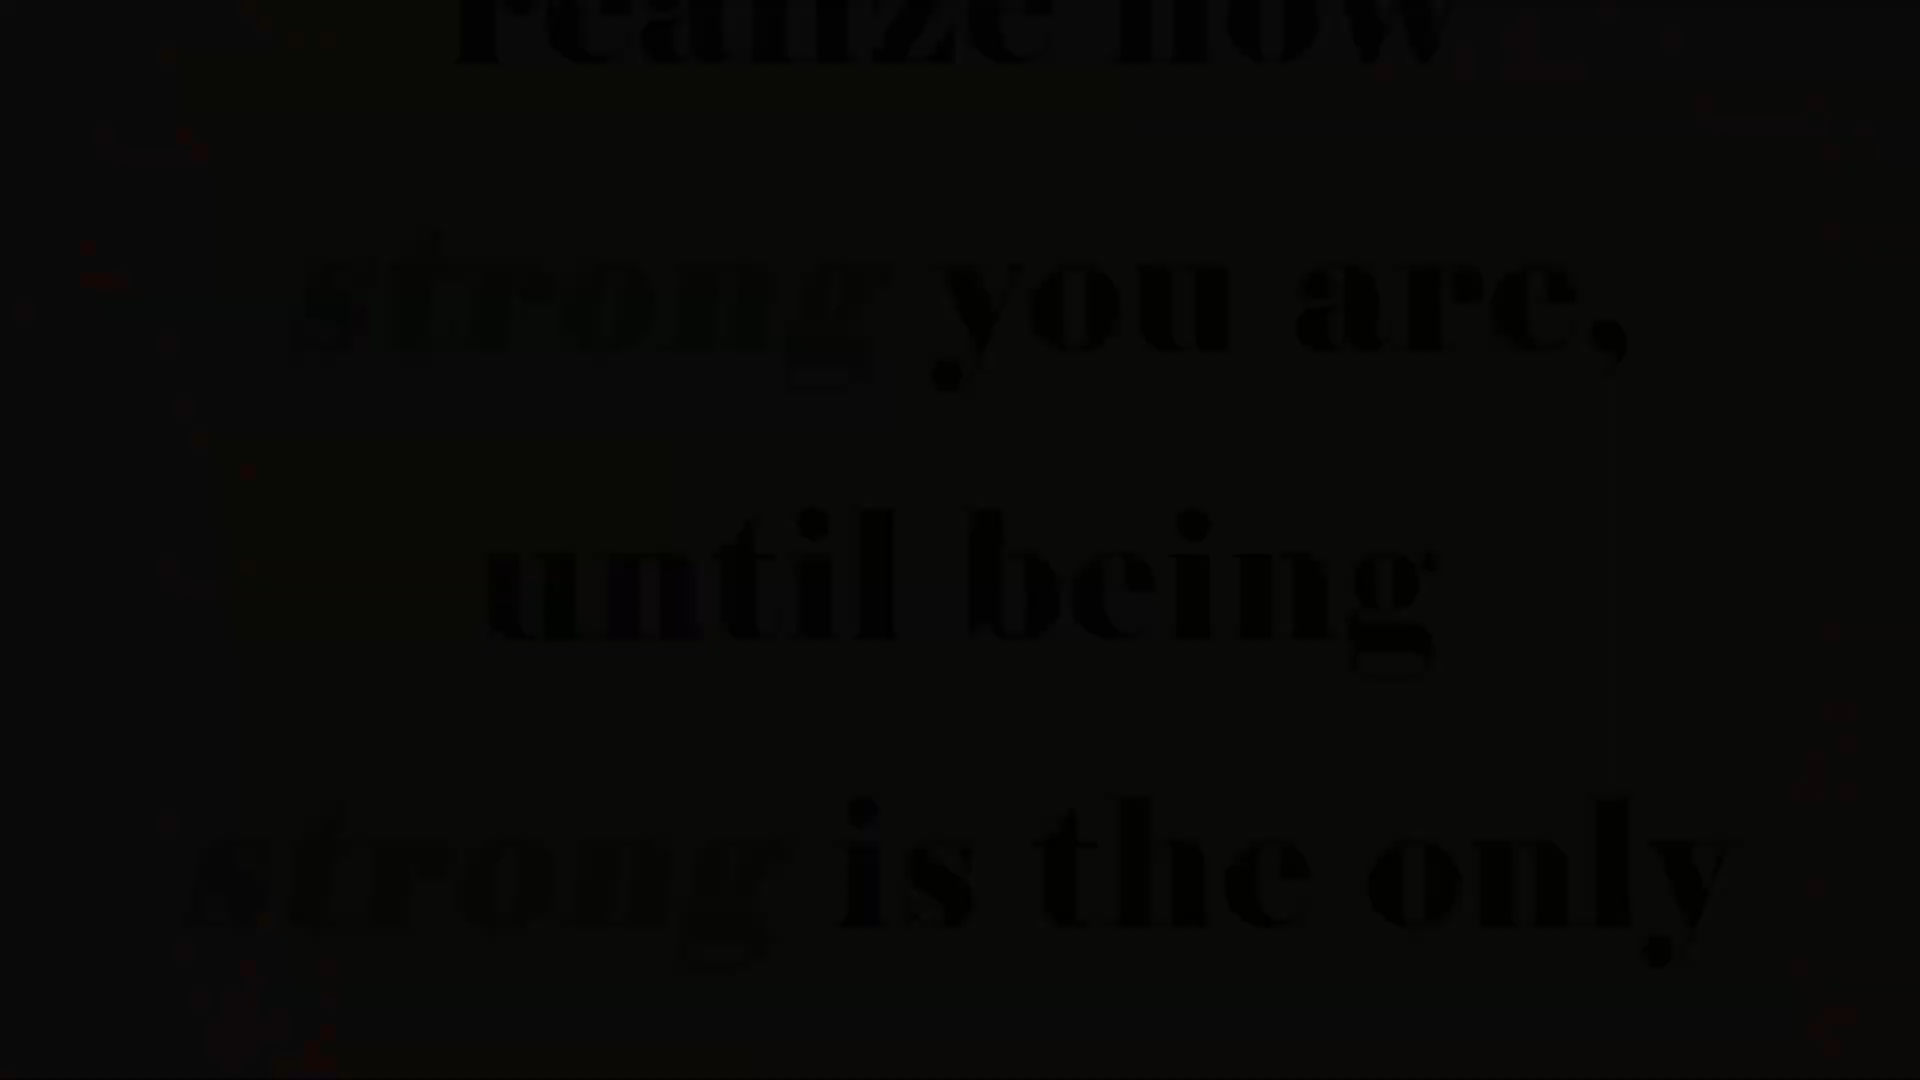 realize how
strong you are,
until being
strong is the only